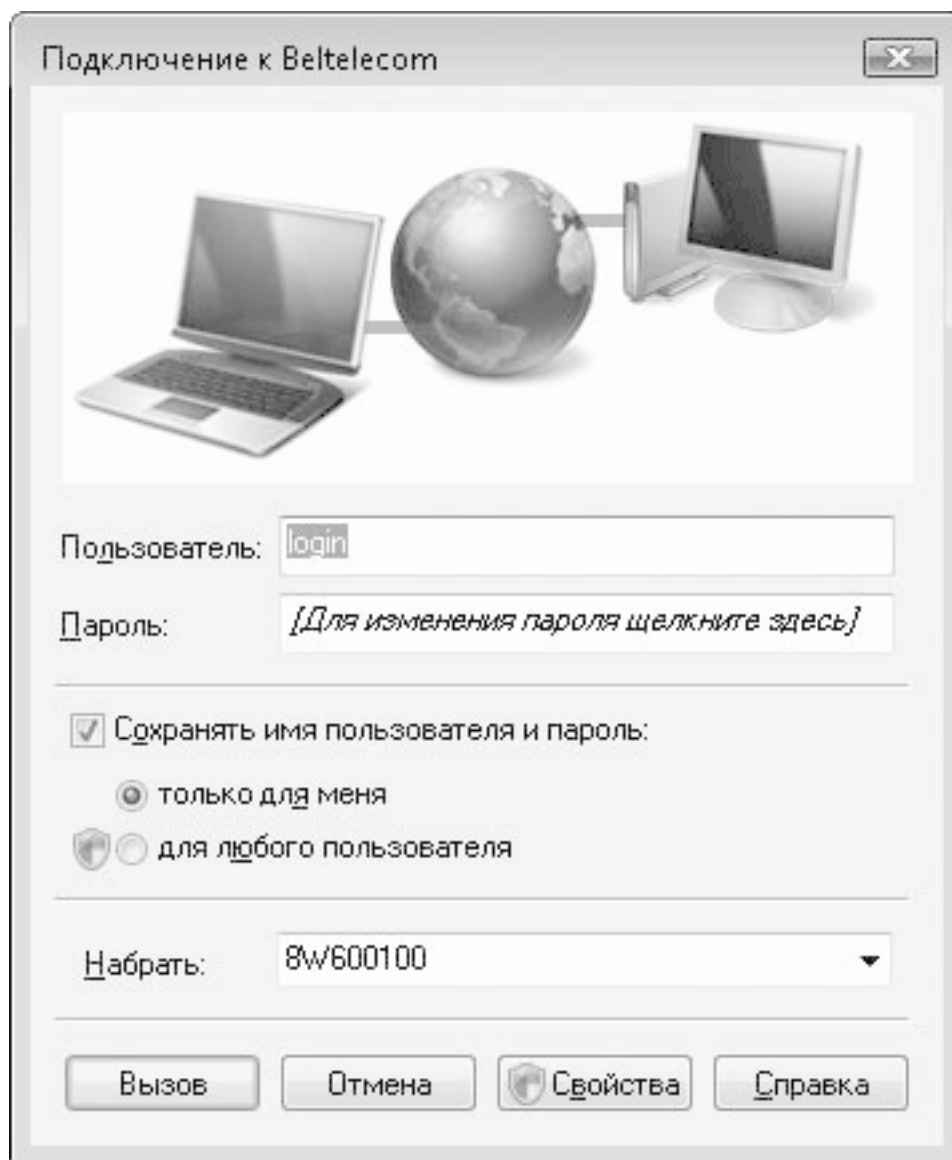 Подключение к Beltelecom
Пользователь: login
Пароль: [Для изменения пароля щелкните здесь]
Сохранять имя пользователя и пароль:
только для меня
для любого пользователя
Набрать: 8W600100
Вызов Отмена Свойства Справка